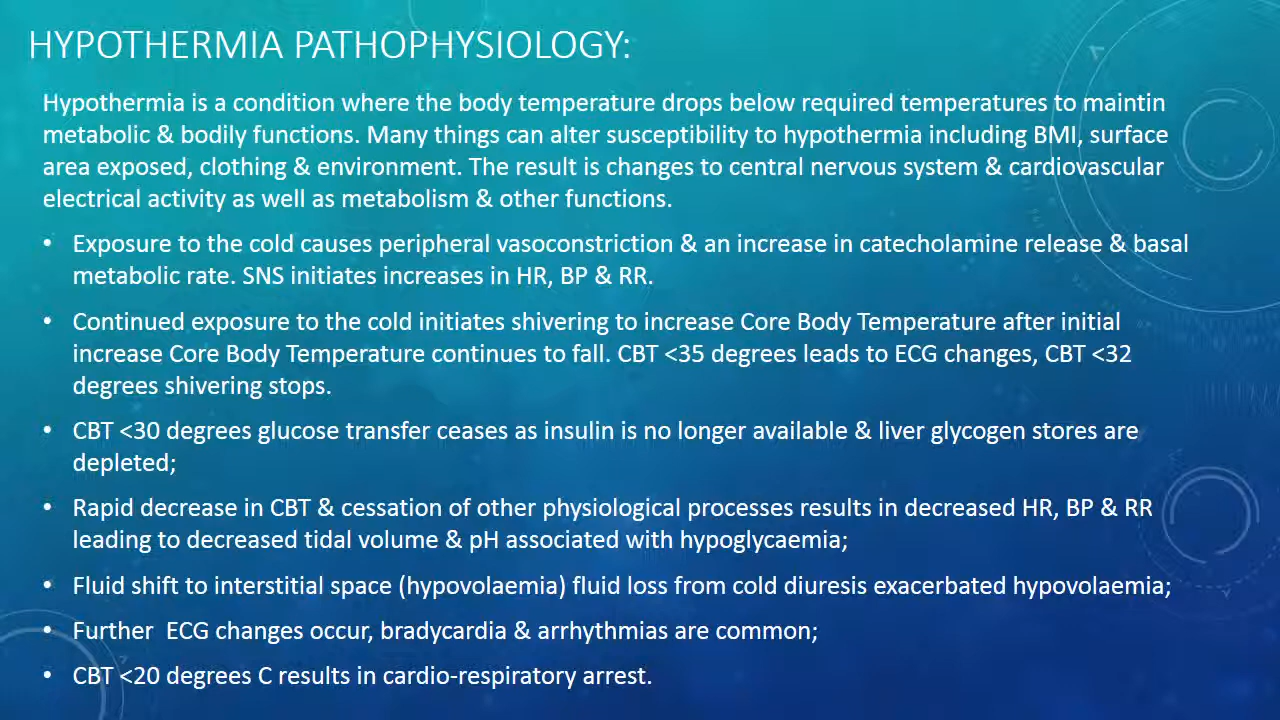 HYPOTHERMIA PATHOPHYSIOLOGY:
Hypothermia is a condition where the body temperature drops below required temperatures to maintin
metabolic & bodily functions. Many things can alter susceptibility to hypothermia including BMI, surface
area exposed, clothing & environment. The result is changes to central nervous system & cardiovascular
electrical activity as well as metabolism & other functions.
• Exposure to the cold causes peripheral vasoconstriction & an increase in catecholamine release & basal
metabolic rate. SNS initiates increases in HR, BP & RR.
• Continued exposure to the cold initiates shivering to increase Core Body Temperature after initial
increase Core Body Temperature continues to fall. CBT <35 degrees leads to ECG changes, CBT <32
degrees shivering stops.
• CBT <30 degrees glucose transfer ceases as insulin is no longer available & liver glycogen stores are
depleted;
• Rapid decrease in CBT & cessation of other physiological processes results in decreased HR, BP & RR
leading to decreased tidal volume & pH associated with hypoglycaemia;
• Fluid shift to interstitial space (hypovolaemia) fluid loss from cold diuresis exacerbated hypovolaemia;
• Further  ECG changes occur, bradycardia & arrhythmias are common;
• CBT <20 degrees C results in cardio-respiratory arrest.